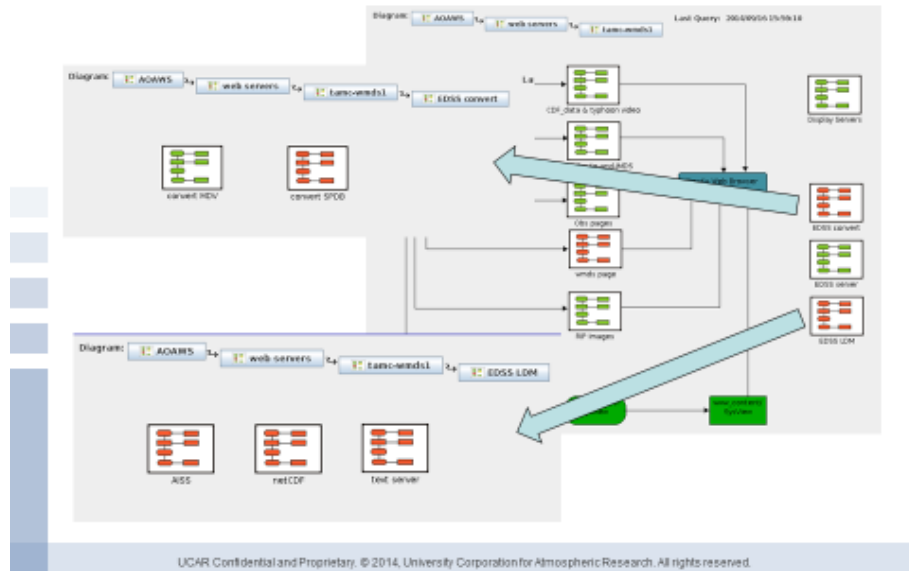 Diagram: AOAWS web servers tamc-wmds1
Last Query: 2014/09/16 15:59:18
Diagram: AOAWS web servers tamc-wmds1 EDSS convert
CDF_data & typhoon video
Display Servers
convert MDV
convert SPDB
Web Browser
Obs pages
EDSS convert
wmds page
EDSS server
RIP images
EDSS LDM
Diagram: AOAWS web servers tamc-wmds1 EDSS LDM
SysView
AISS
netCDF
text server
UCAR Confidential and Proprietary. © 2014, University Corporation for Atmospheric Research. All rights reserved.